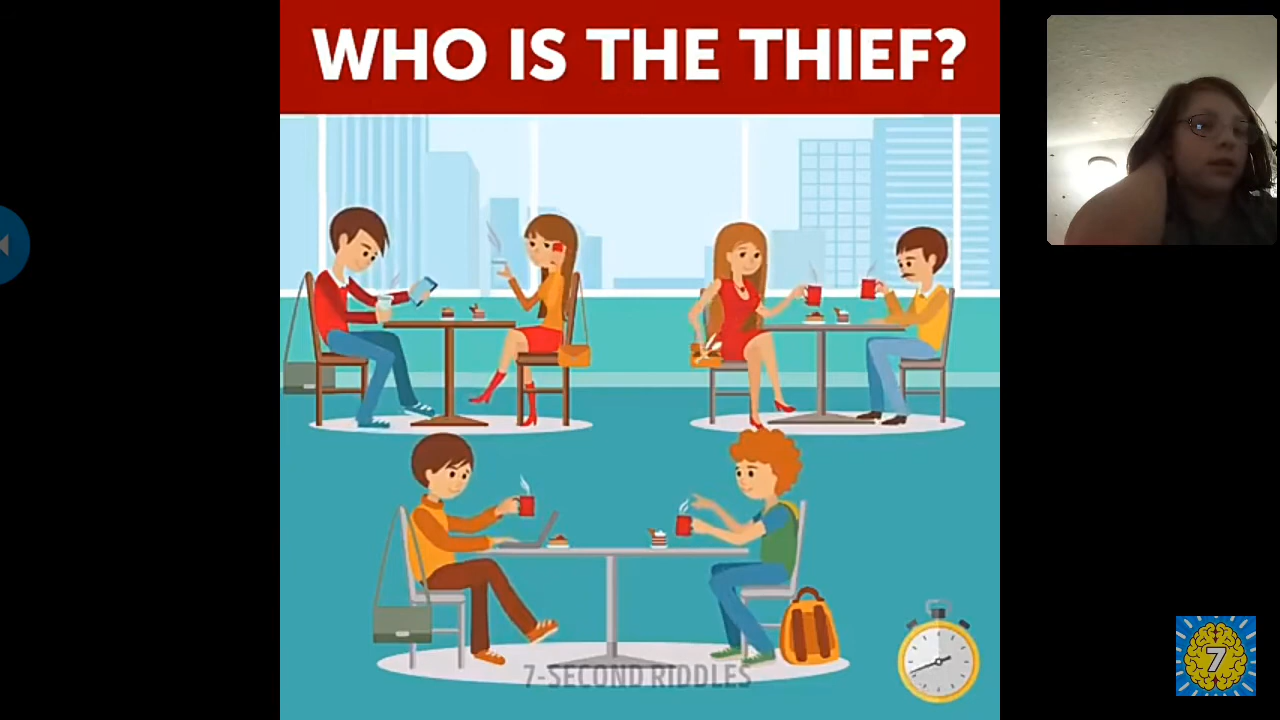 WHO IS THE THIEF?
7-SECOND RIDDLES
7